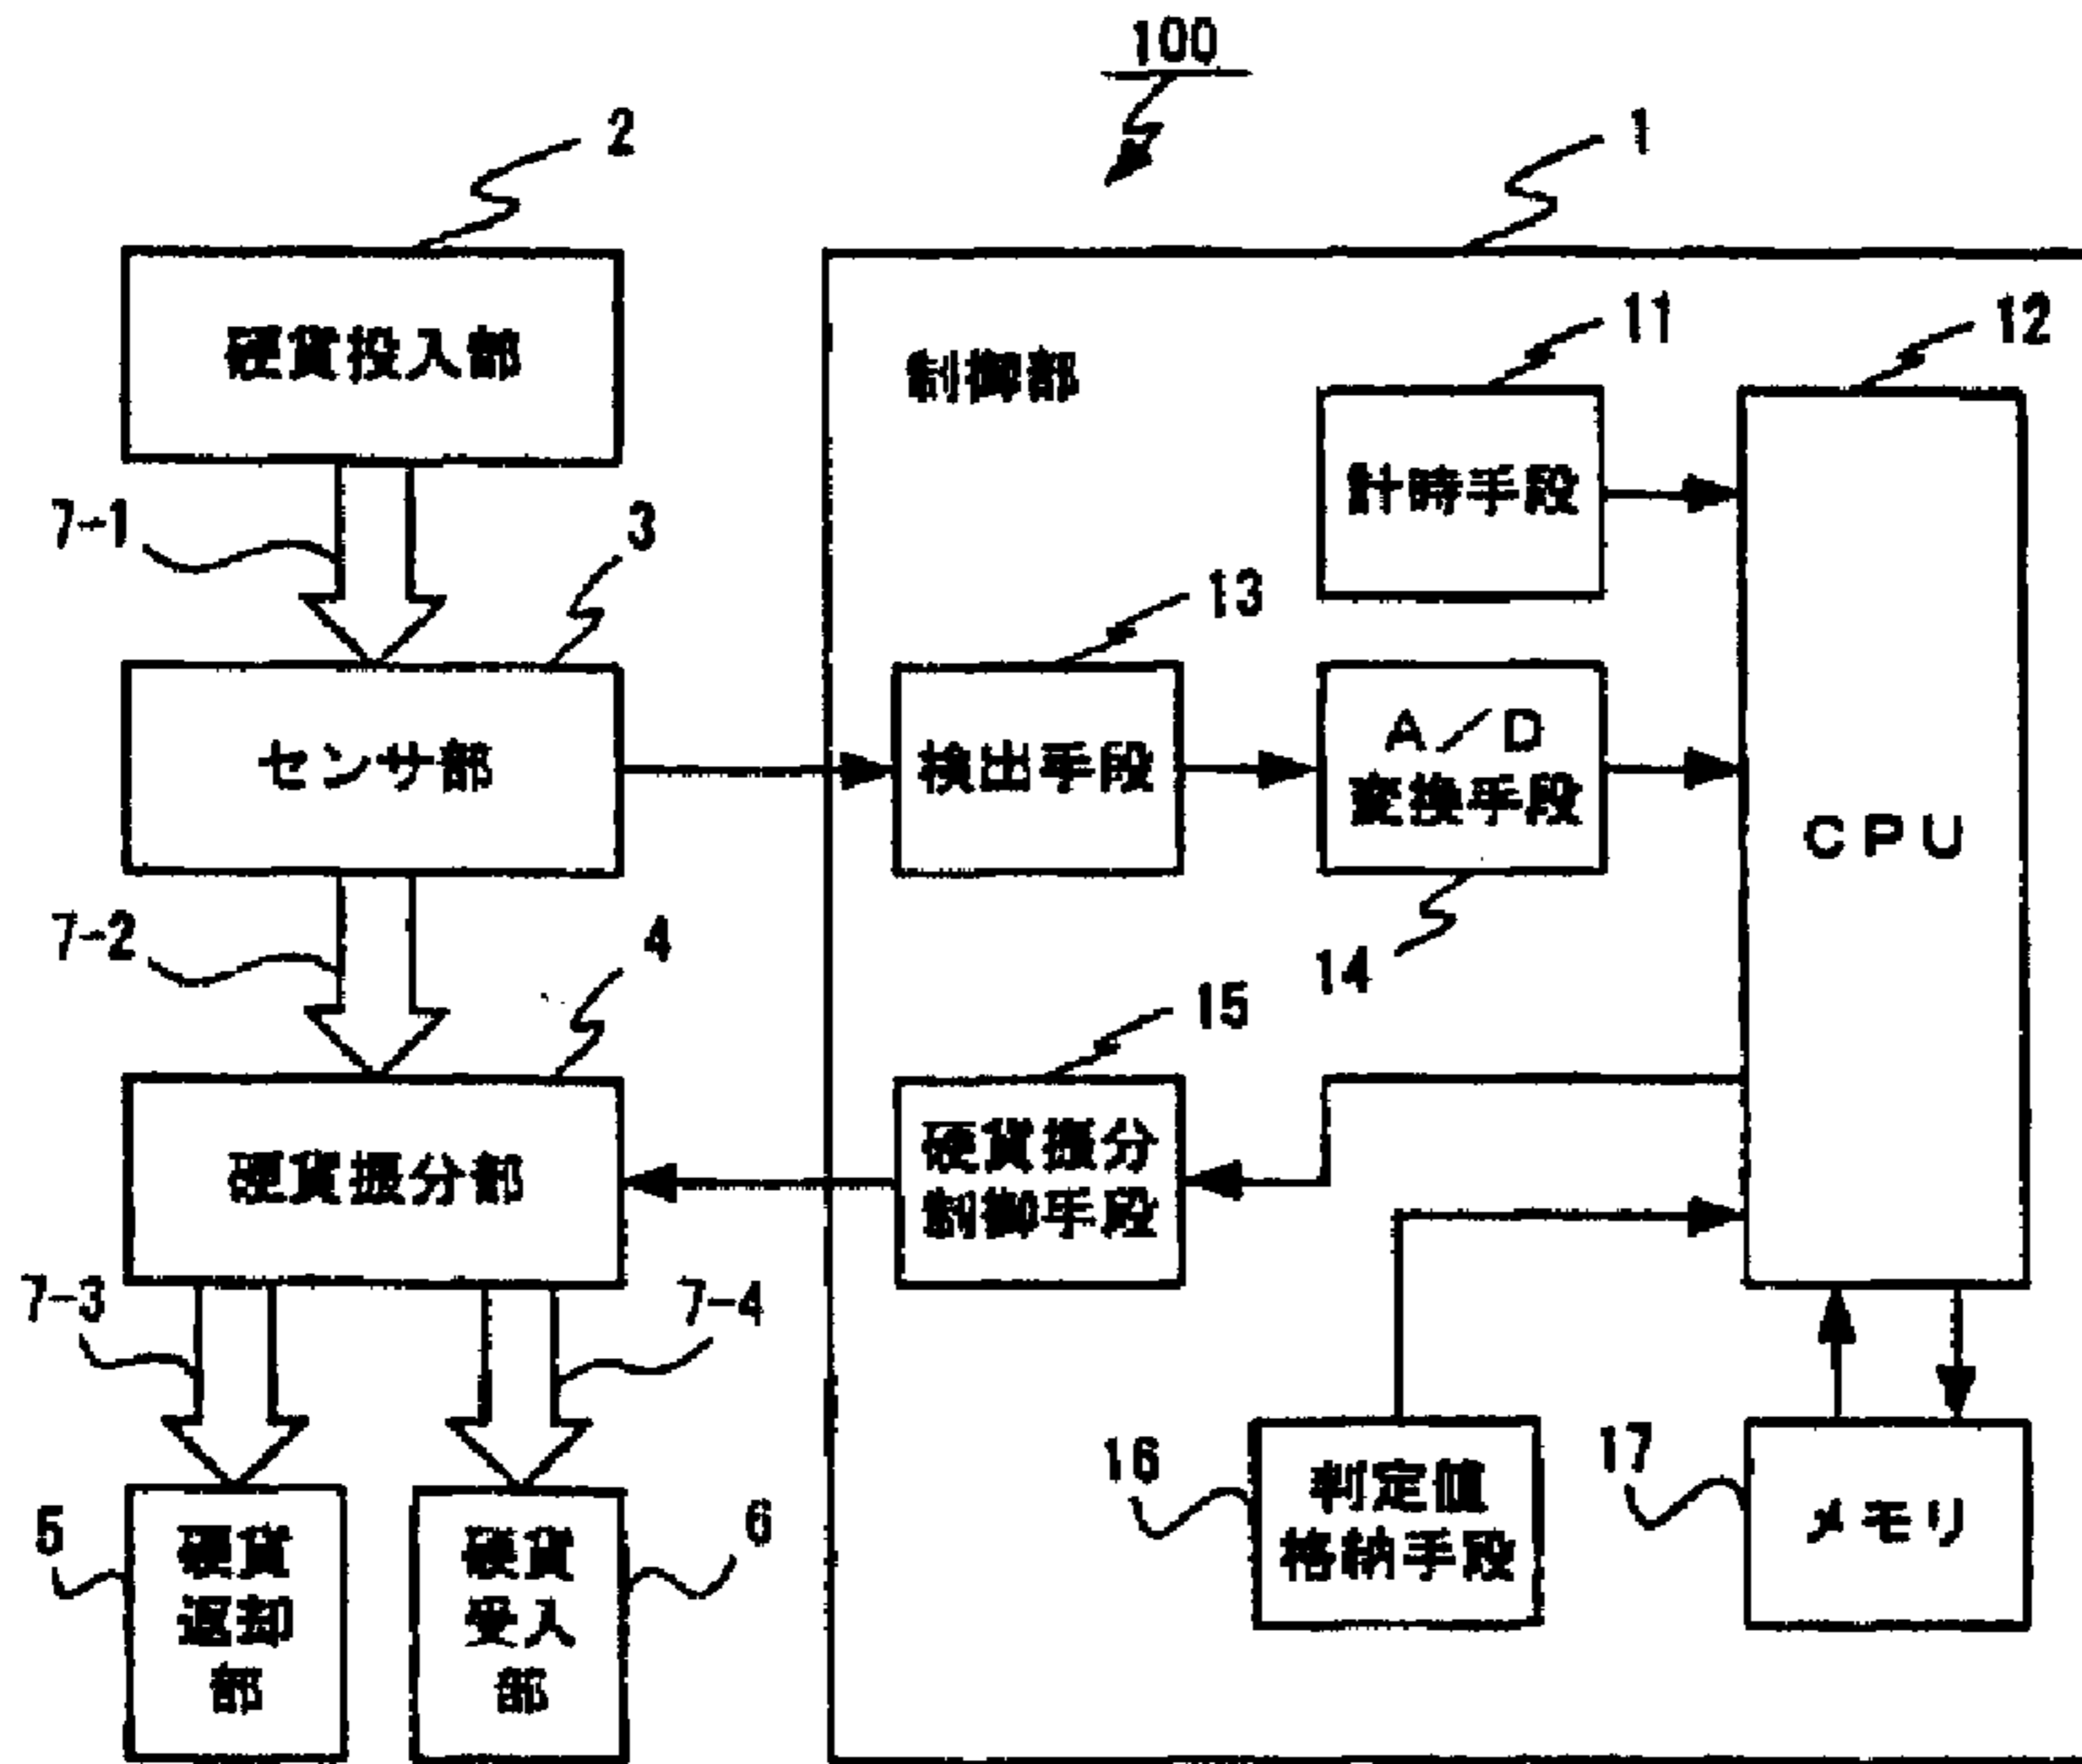 100
2
1
硬貨投入部
制御部
11
12
計時手段
7-1
3
13
センサ部
検出手段
A/D
変換手段
CPU
7-2
4
14
15
硬貨振分部
硬貨振分
制御手段
7-3
7-4
16
判定値
格納手段
17
メモリ
5
硬貨
返却
部
硬貨
受入
部
6